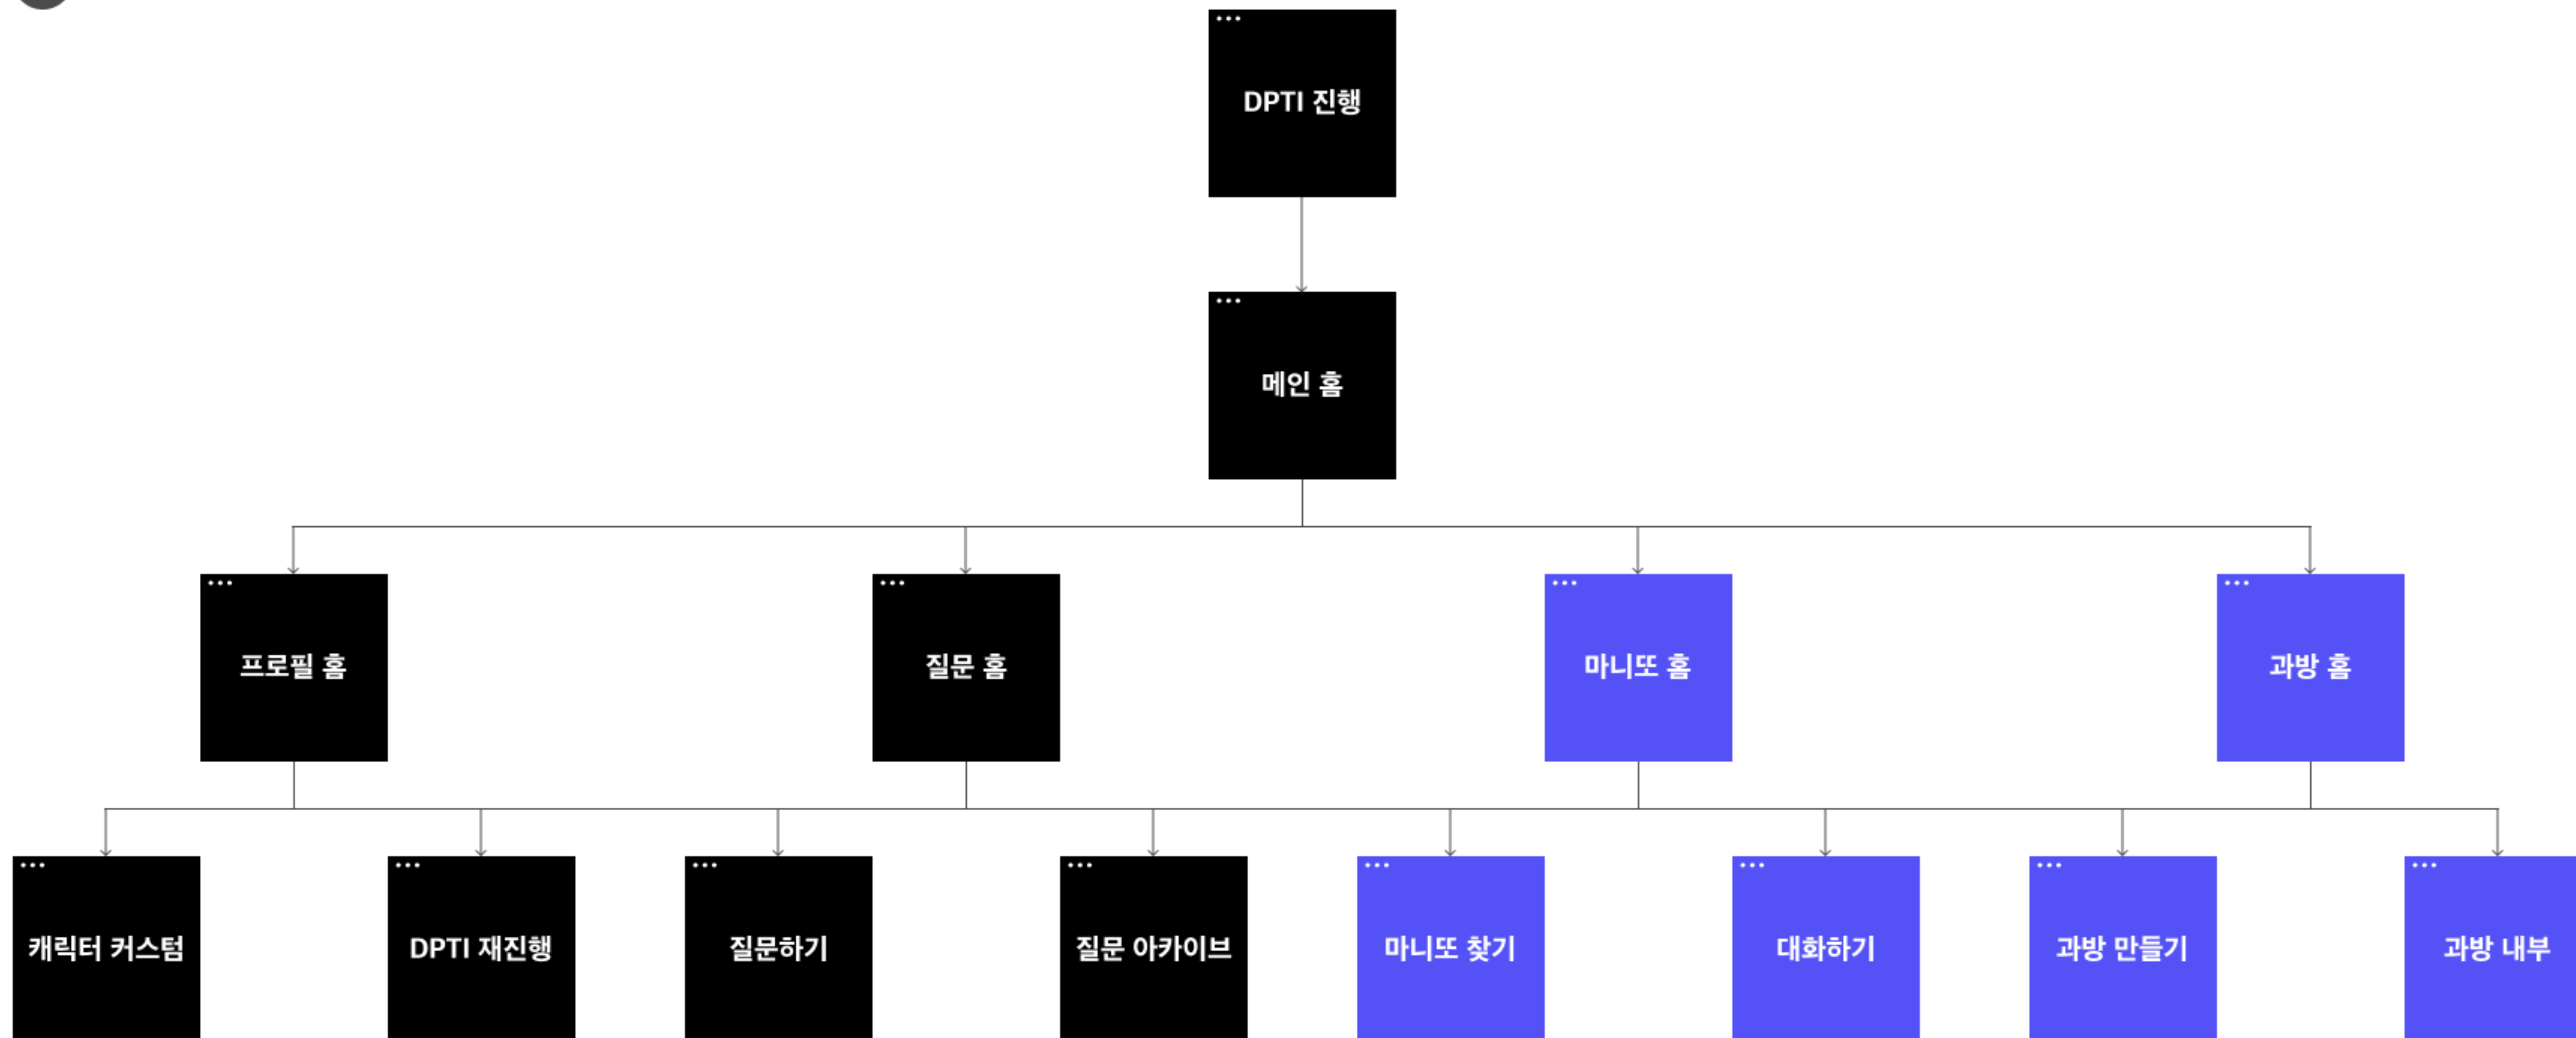 DPTI 진행
메인 홈
프로필 홈
질문 홈
마니또 홈
과방 홈
캐릭터 커스텀
DPTI 재진행
질문하기
질문 아카이브
마니또 찾기
대화하기
과방 만들기
과방 내부